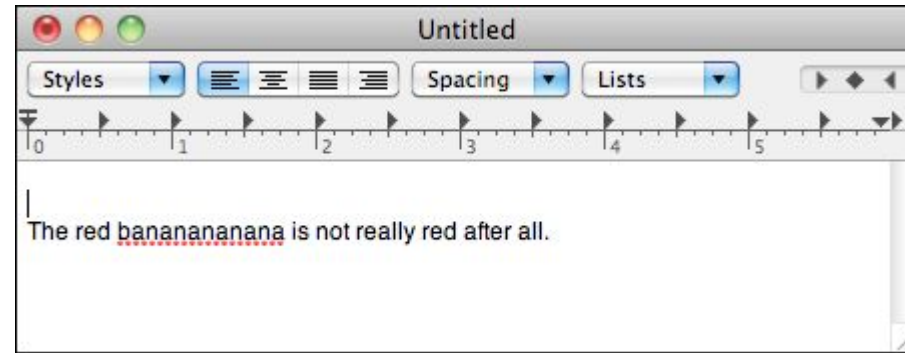 Untitled
Styles Spacing Lists
0 1 2 3 4 5
The red banananananana is not really red after all.